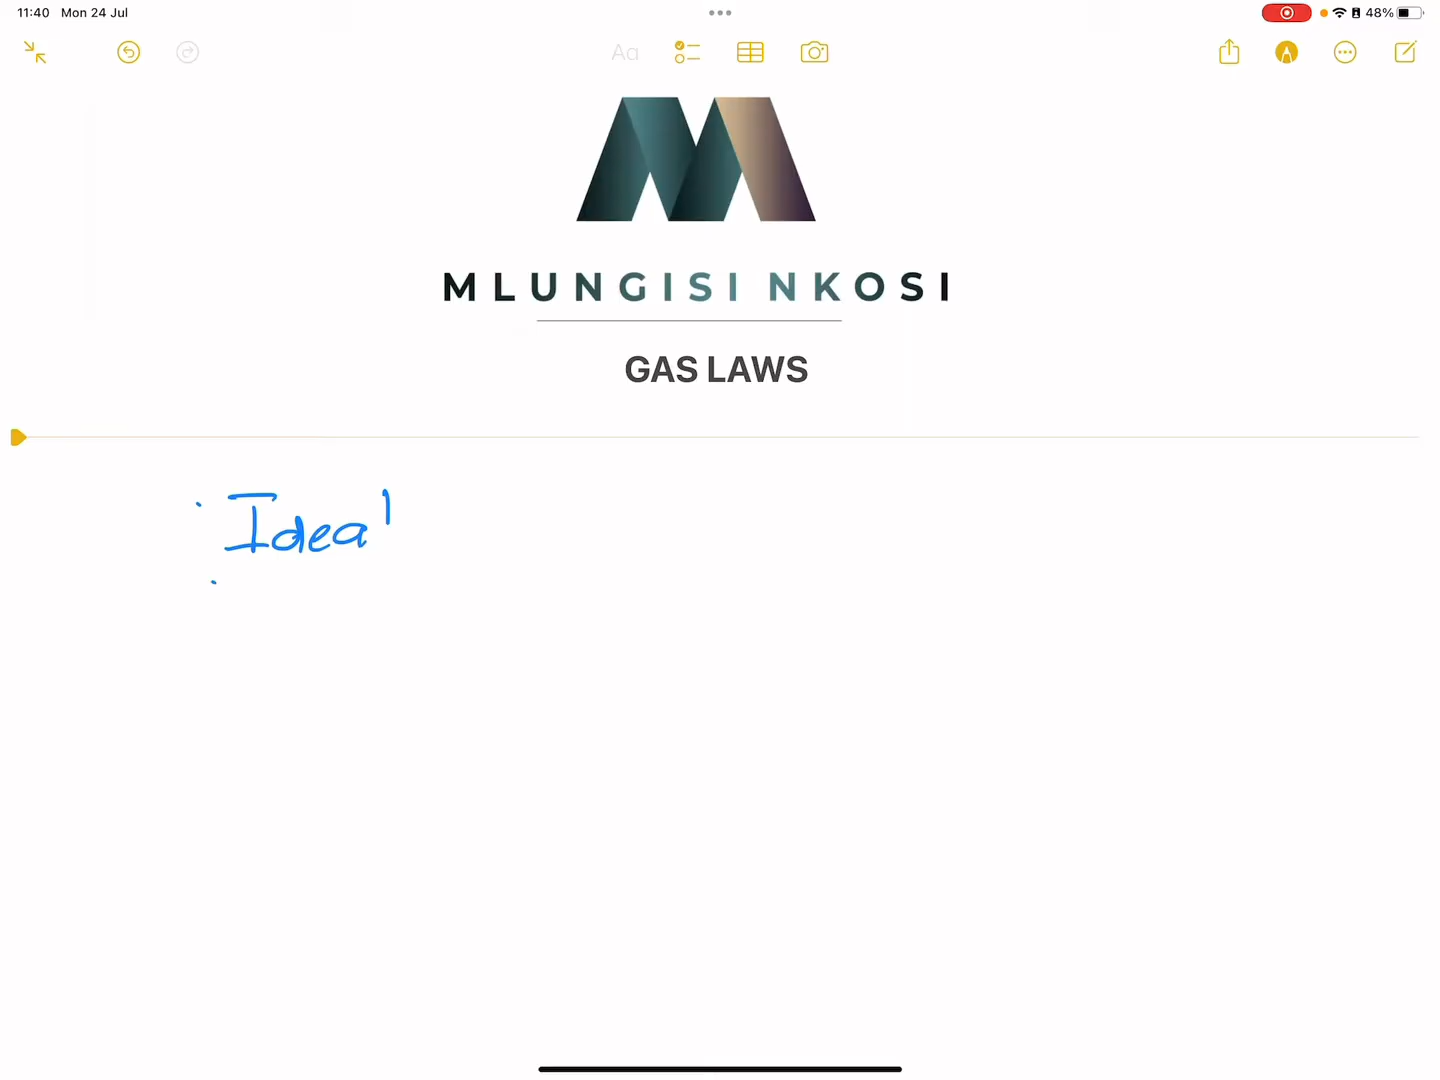 11:40 Mon 24 Jul
48%
Aa
MLUNGISI NKOSI
GAS LAWS
Ideal